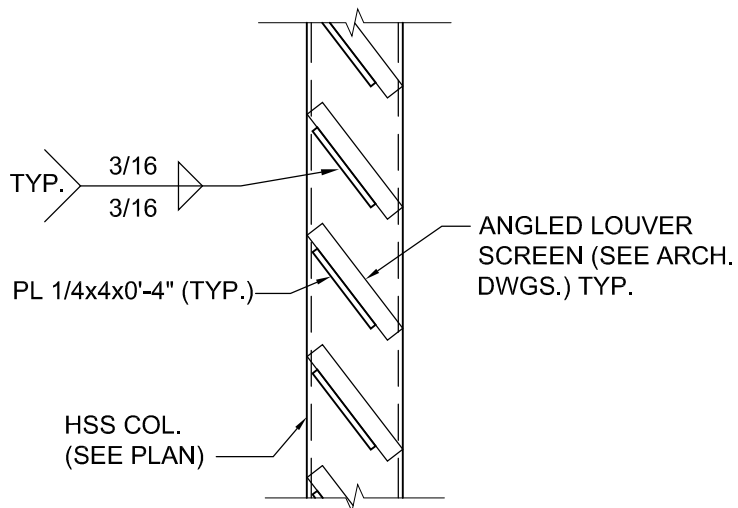 3/16
TYP.
3/16
ANGLED LOUVER
SCREEN (SEE ARCH.
DWGS.) TYP.
PL 1/4x4x0'-4" (TYP.)
HSS COL.
(SEE PLAN)